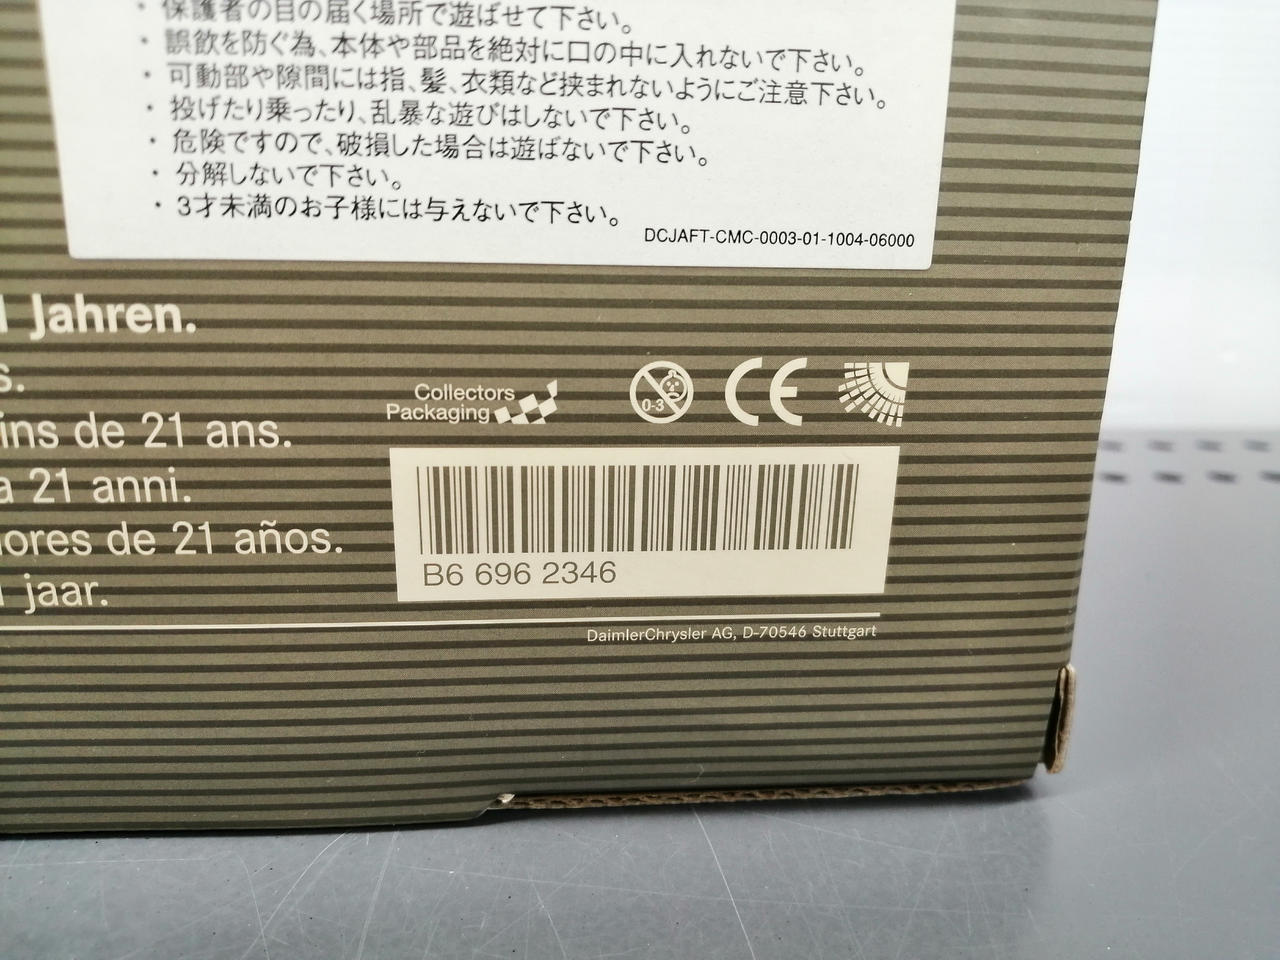 ・保護者の目の届く場所で遊ばせて下さい。
・誤飲を防ぐ為、本体や部品を絶対に口の中に入れないで下さい。
・可動部や隙間には指、髪、衣類など挟まれないようにご注意下さい。
・投げたり乗ったり、乱暴な遊びはしないで下さい。
・危険ですので、破損した場合は遊ばないで下さい。
・分解しないで下さい。
・3才未満のお子様には与えないで下さい。
DCJAFT-CMC-0003-01-1004-06000
Jahren.
de 21 ans.
21 anni.
de 21 años.
jaar.
Collectors
Packaging
0-3
CE
B6 696 2346
DaimlerChrysler AG, D-70546 Stuttgart